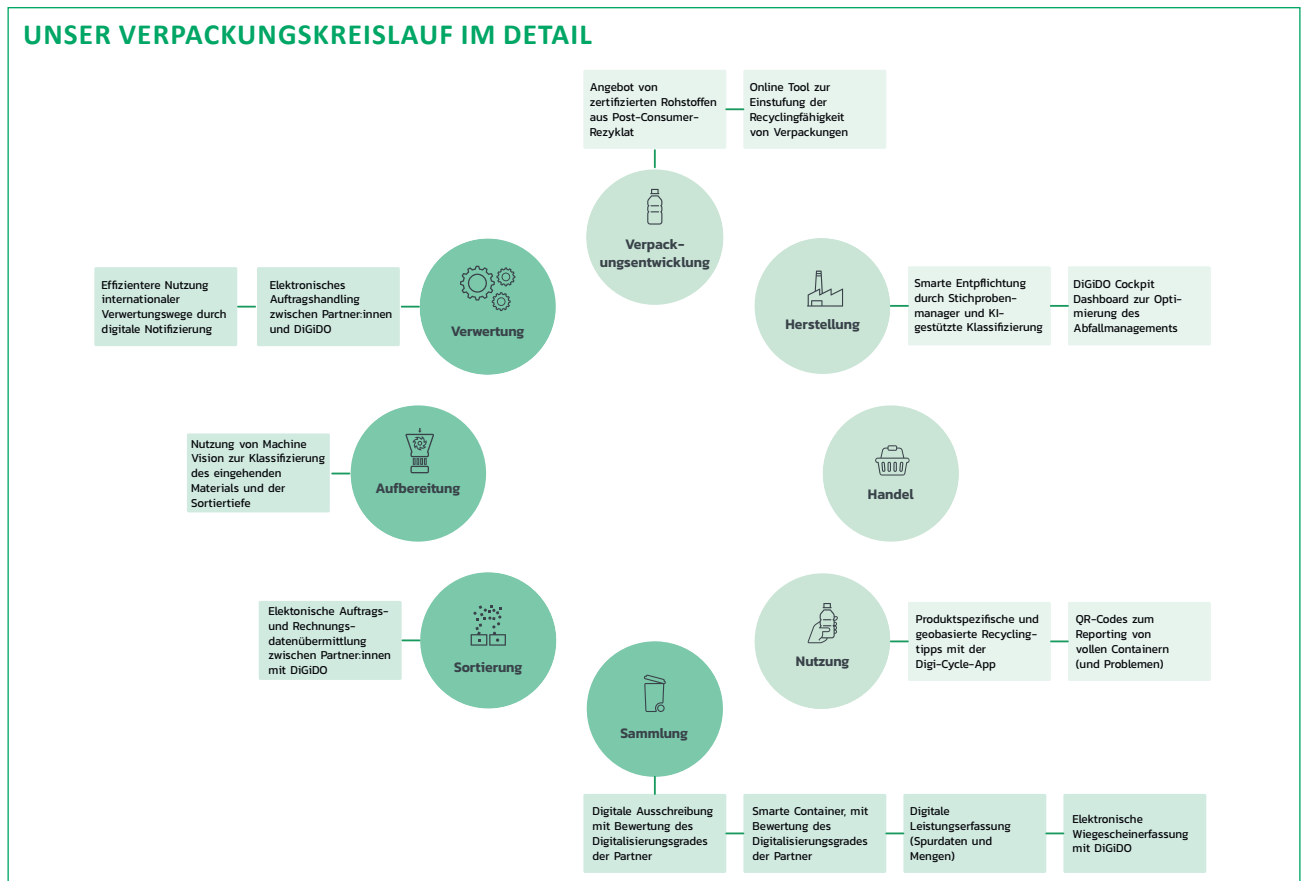 UNSER VERPACKUNGSKREISLAUF IM DETAIL
Angebot von
zertifizierten Rohstoffen
aus Post-Consumer-
Rezyklat
Online Tool zur
Einstufung der
Recyclingfähigkeit
von Verpackungen
Verpack-
ungsentwicklung
Herstellung
Smarte Entpflichtung
durch Stichproben-
manager und KI-
gestützte Klassifizierung
DiGiDO Cockpit
Dashboard zur Opti-
mierung des
Abfallmanagements
Handel
Nutzung
Produktspezifische und
geobasierte Recycling-
tipps mit der
Digi-Cycle-App
QR-Codes zum
Reporting von
vollen Containern
(und Problemen)
Sammlung
Digitale Ausschreibung
mit Bewertung des
Digitalisierungsgrades
der Partner
Smarte Container, mit
Bewertung des
Digitalisierungsgrades
der Partner
Digitale
Leistungserfassung
(Spurdaten und
Mengen)
Elektronische
Wiegescheinerfassung
mit DiGiDO
Sortierung
Elektonische Auftrags-
und Rechnungs-
datenübermittlung
zwischen Partner:innen
mit DiGiDO
Aufbereitung
Nutzung von Machine
Vision zur Klassifizierung
des eingehenden
Materials und der
Sortiertiefe
Verwertung
Elektronisches
Auftragshandling
zwischen Partner:innen
und DiGiDO
Effizientere Nutzung
internationaler
Verwertungswege durch
digitale Notifizierung